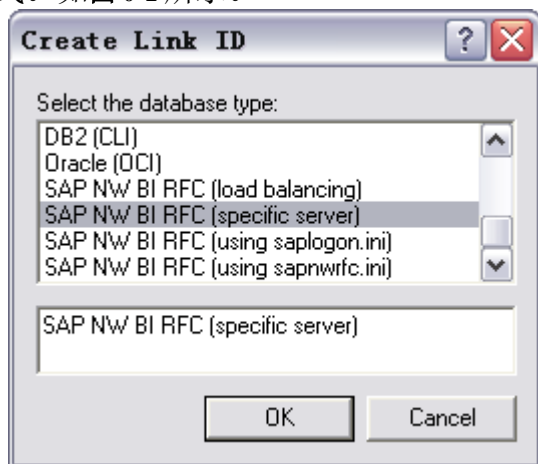 Create Link ID
Select the database type:
DB2 (CLI)
Oracle (OCI)
SAP NW BI RFC (load balancing)
SAP NW BI RFC (specific server)
SAP NW BI RFC (using saplogon.ini)
SAP NW BI RFC (using sapnwrfc.ini)
SAP NW BI RFC (specific server)
OK Cancel